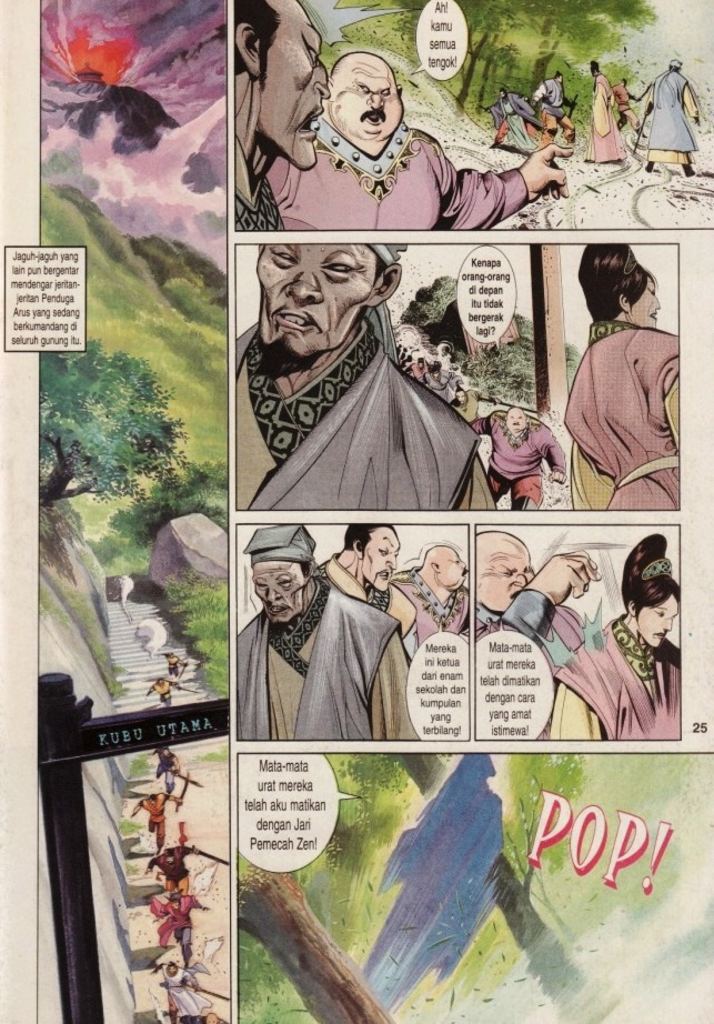 Jaguh-jaguh yang
lain pun bergentar
mendengar jeritan-
jeritan Penduga
Arus yang sedang
berkumandang di
seluruh gunung itu.
KUBU UTAMA
Ah!
kamu
semua
tengok!
Kenapa
orang-orang
di depan
itu tidak
bergerak
lagi?
Mereka
ini ketua
dari enam
sekolah dan
kumpulan
yang
terbilang!
Mata-mata
urat mereka
telah dimatikan
dengan cara
yang amat
istimewa!
25
Mata-mata
urat mereka
telah aku matikan
dengan Jari
Pemecah Zen!
POP!